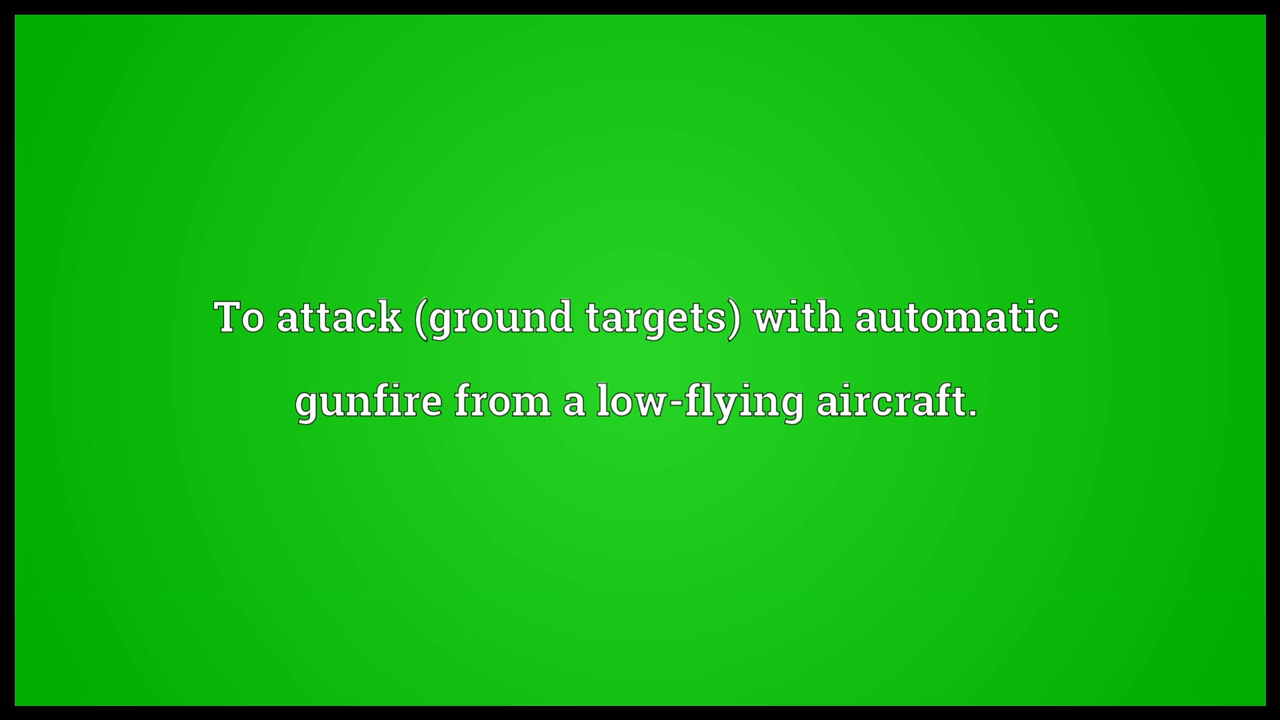 To attack (ground targets) with automatic
gunfire from a low-flying aircraft.